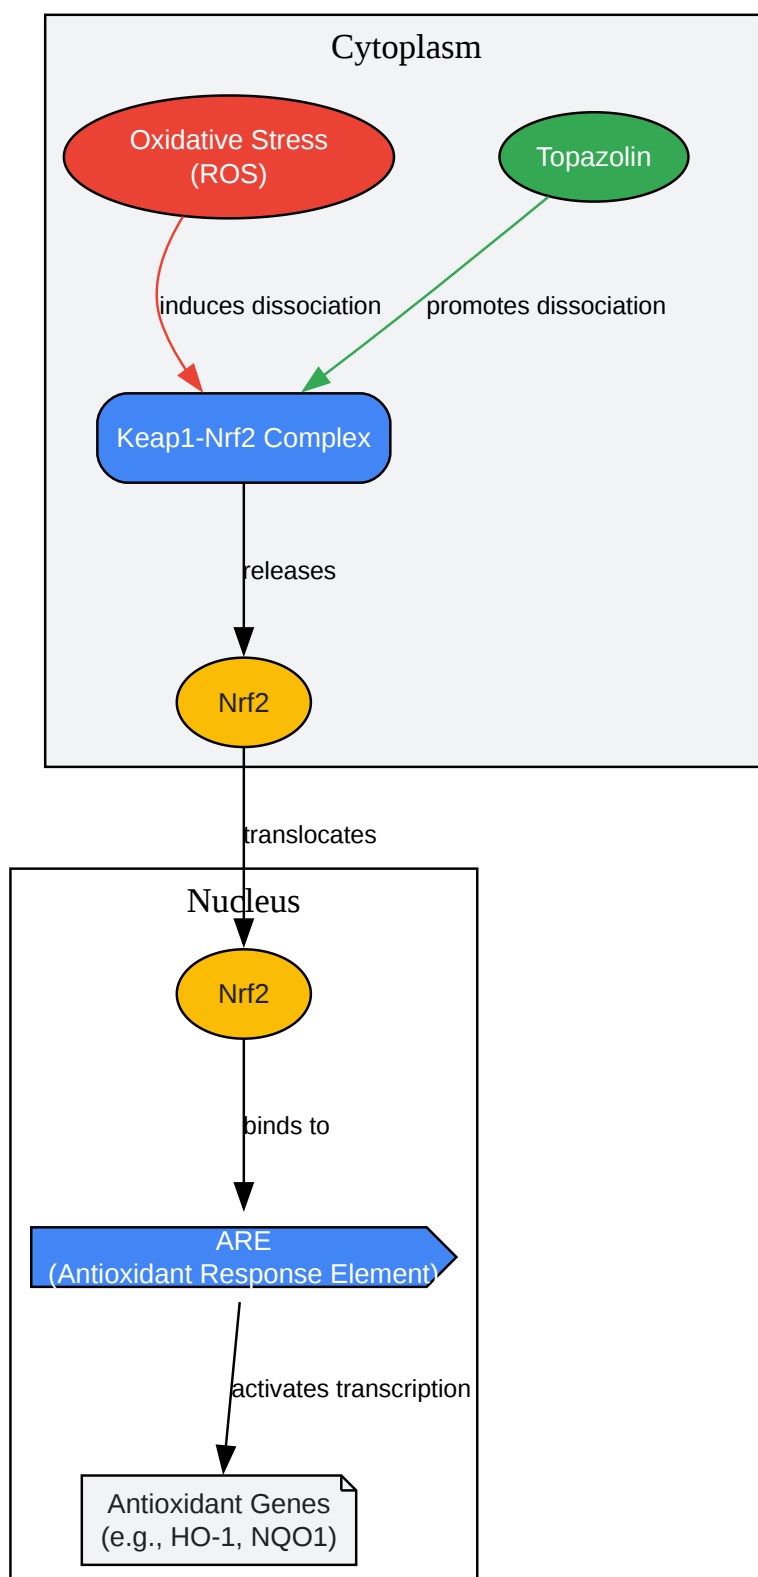 Cytoplasm
Oxidative Stress
(ROS)
Topazolin
induces dissociation
promotes dissociation
Keap1-Nrf2 Complex
releases
Nrf2
translocates
Nucleus
Nrf2
binds to
ARE
(Antioxidant Response Element)
activates transcription
Antioxidant Genes
(e.g., HO-1, NQO1)